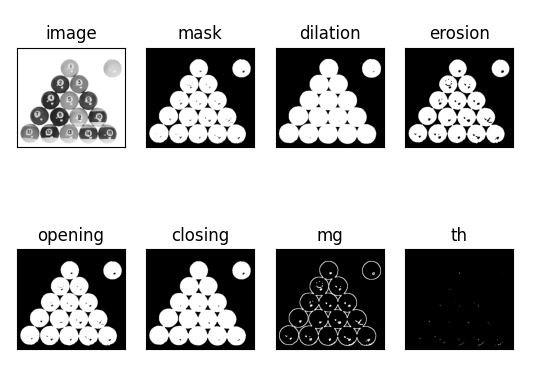 image
mask
dilation
erosion
opening
closing
mg
th